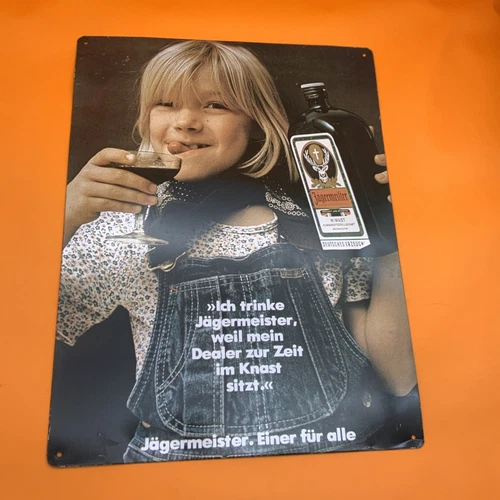 Jägermeister
»Ich trinke
Jägermeister,
weil mein
Dealer zur Zeit
im Knast
sitzt.«
Jägermeister. Einer für alle